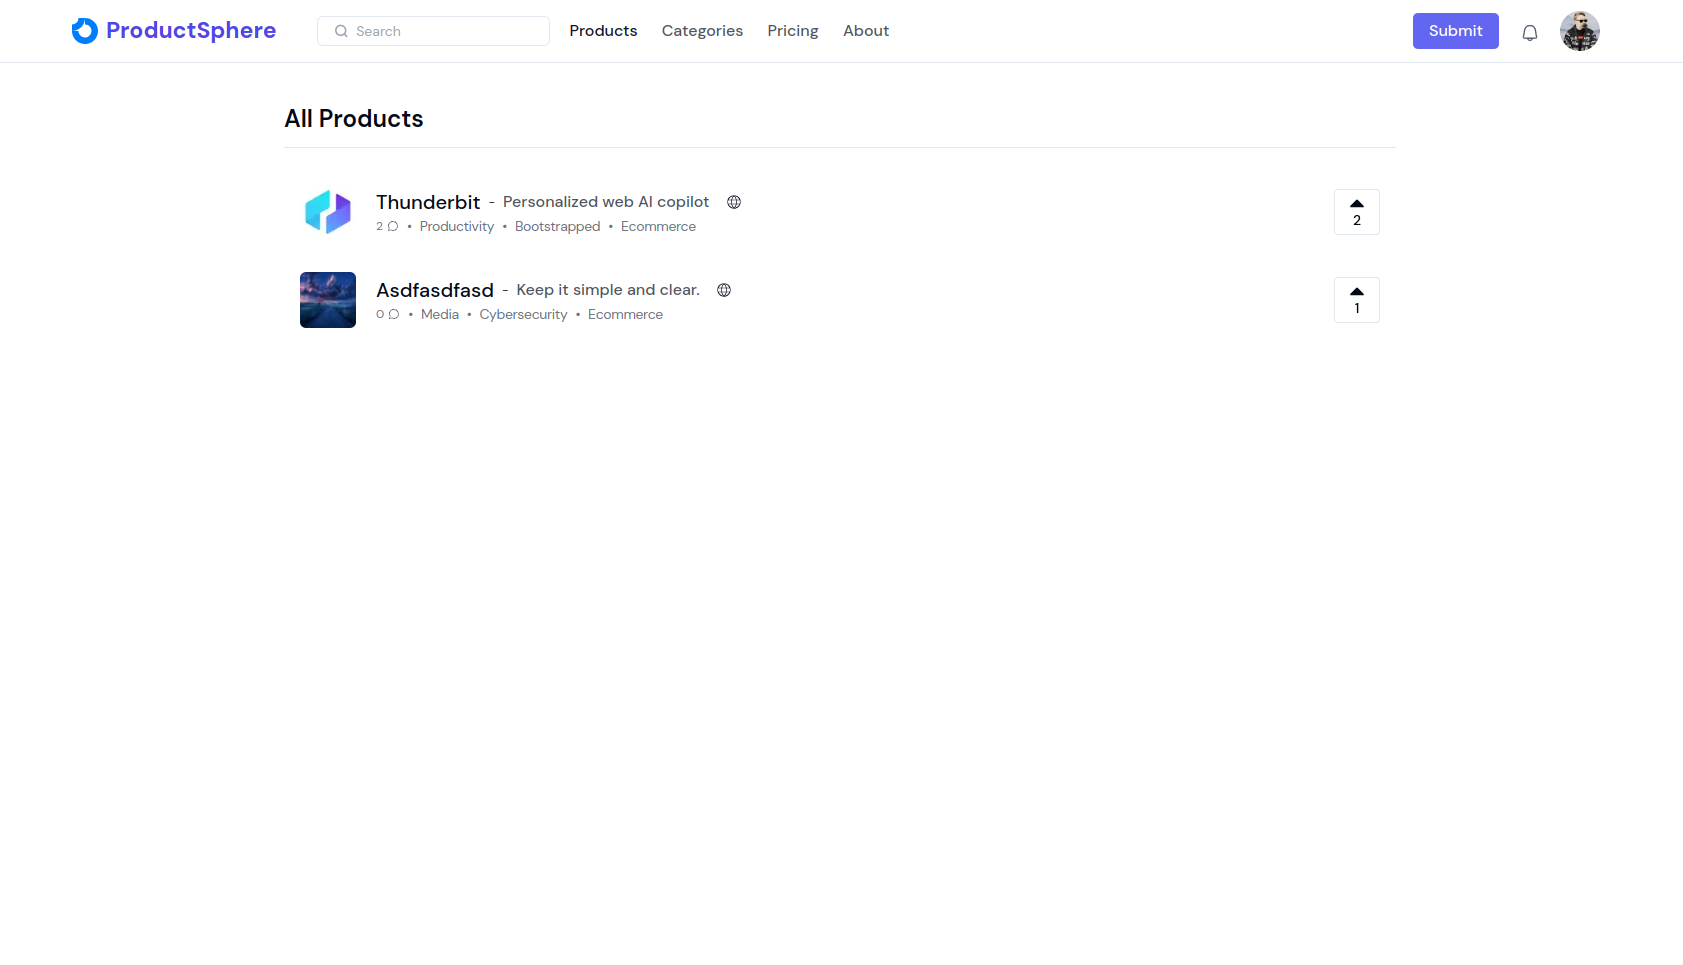 ProductSphere
Search
Products
Categories
Pricing
About
Submit
All Products
Thunderbit - Personalized web AI copilot
2 • Productivity • Bootstrapped • Ecommerce
2
Asdfasdfasd - Keep it simple and clear.
0 • Media • Cybersecurity • Ecommerce
1